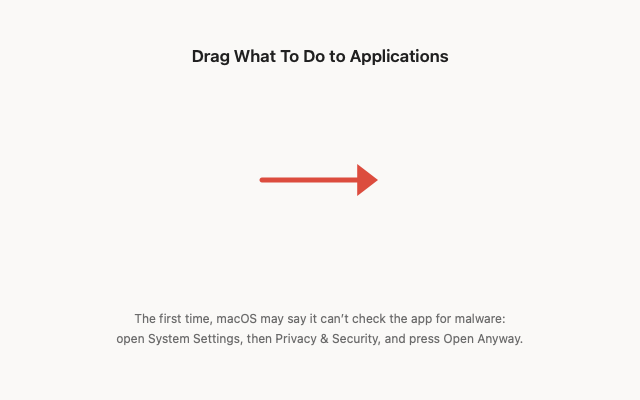 Drag What To Do to Applications
The first time, macOS may say it can’t check the app for malware:
open System Settings, then Privacy & Security, and press Open Anyway.